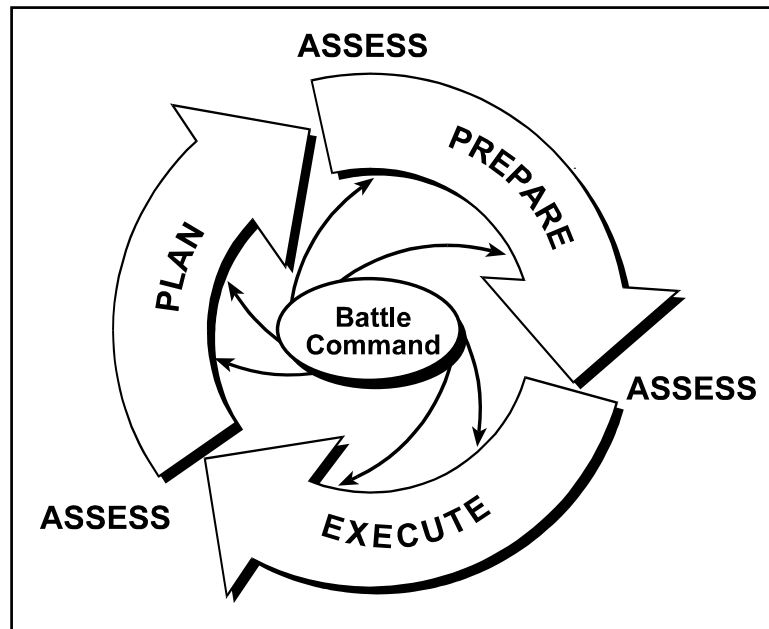 ASSESS
PREPARE
PLAN
Battle
Command
ASSESS
ASSESS
EXECUTE